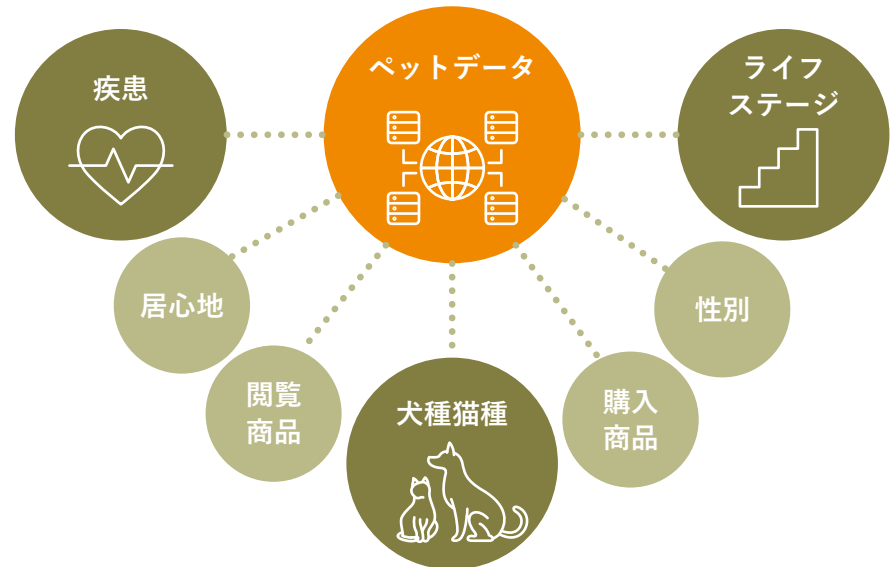 疾患
ペットデータ
ライフ
ステージ
居心地
性別
閲覧
商品
犬種猫種
購入
商品